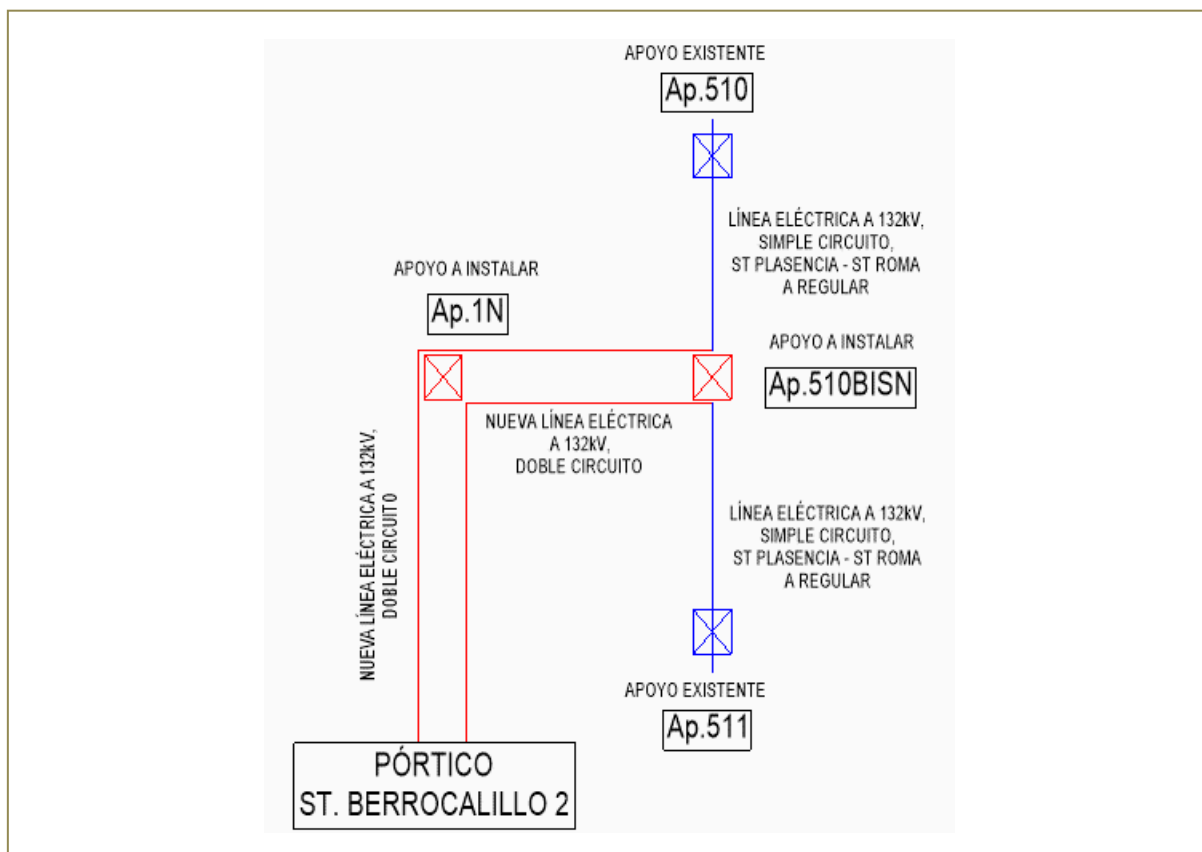 APOYO EXISTENTE
Ap.510
LÍNEA ELÉCTRICA A 132kV,
SIMPLE CIRCUITO,
ST PLASENCIA - ST ROMA
A REGULAR
APOYO A INSTALAR
Ap.1N
APOYO A INSTALAR
Ap.510BISN
NUEVA LÍNEA ELÉCTRICA
A 132kV,
DOBLE CIRCUITO
NUEVA LÍNEA ELÉCTRICA A 132kV,
DOBLE CIRCUITO
LÍNEA ELÉCTRICA A 132kV,
SIMPLE CIRCUITO,
ST PLASENCIA - ST ROMA
A REGULAR
APOYO EXISTENTE
Ap.511
PÓRTICO
ST. BERROCALILLO 2